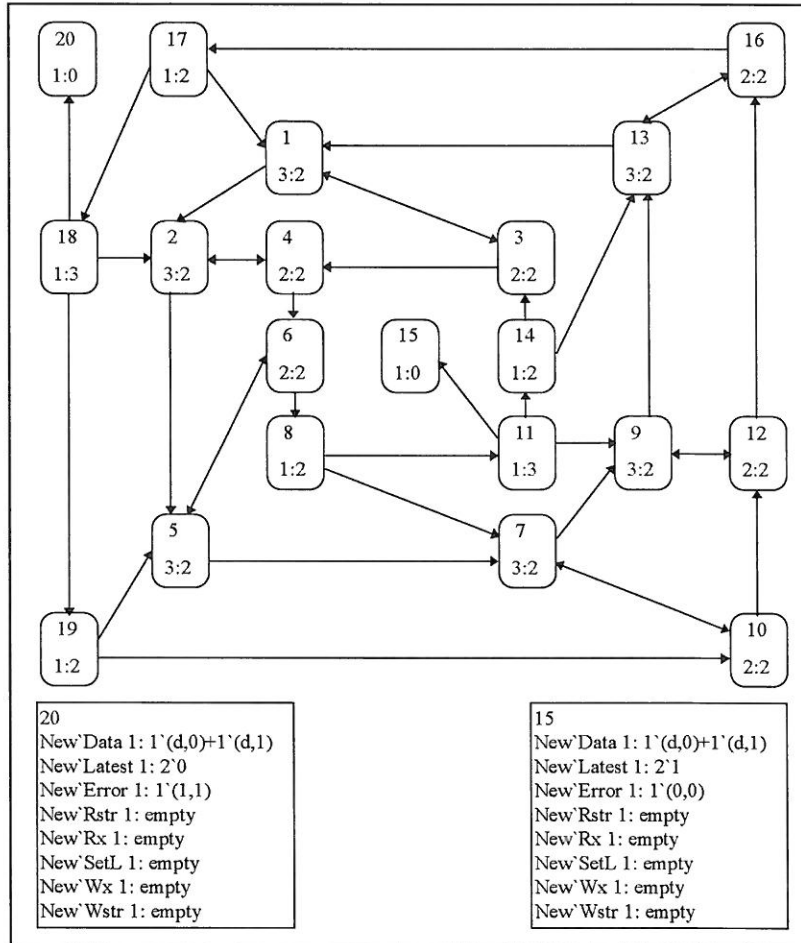 20
1:0
17
1:2
16
2:2
1
3:2
13
3:2
18
1:3
2
3:2
4
2:2
3
2:2
6
2:2
15
1:0
14
1:2
8
1:2
11
1:3
9
3:2
12
2:2
5
3:2
7
3:2
19
1:2
10
2:2
20
New`Data 1: 1`(d,0)+1`(d,1)
New`Latest 1: 2`0
New`Error 1: 1`(1,1)
New`Rstr 1: empty
New`Rx 1: empty
New`SetL 1: empty
New`Wx 1: empty
New`Wstr 1: empty
15
New`Data 1: 1`(d,0)+1`(d,1)
New`Latest 1: 2`1
New`Error 1: 1`(0,0)
New`Rstr 1: empty
New`Rx 1: empty
New`SetL 1: empty
New`Wx 1: empty
New`Wstr 1: empty